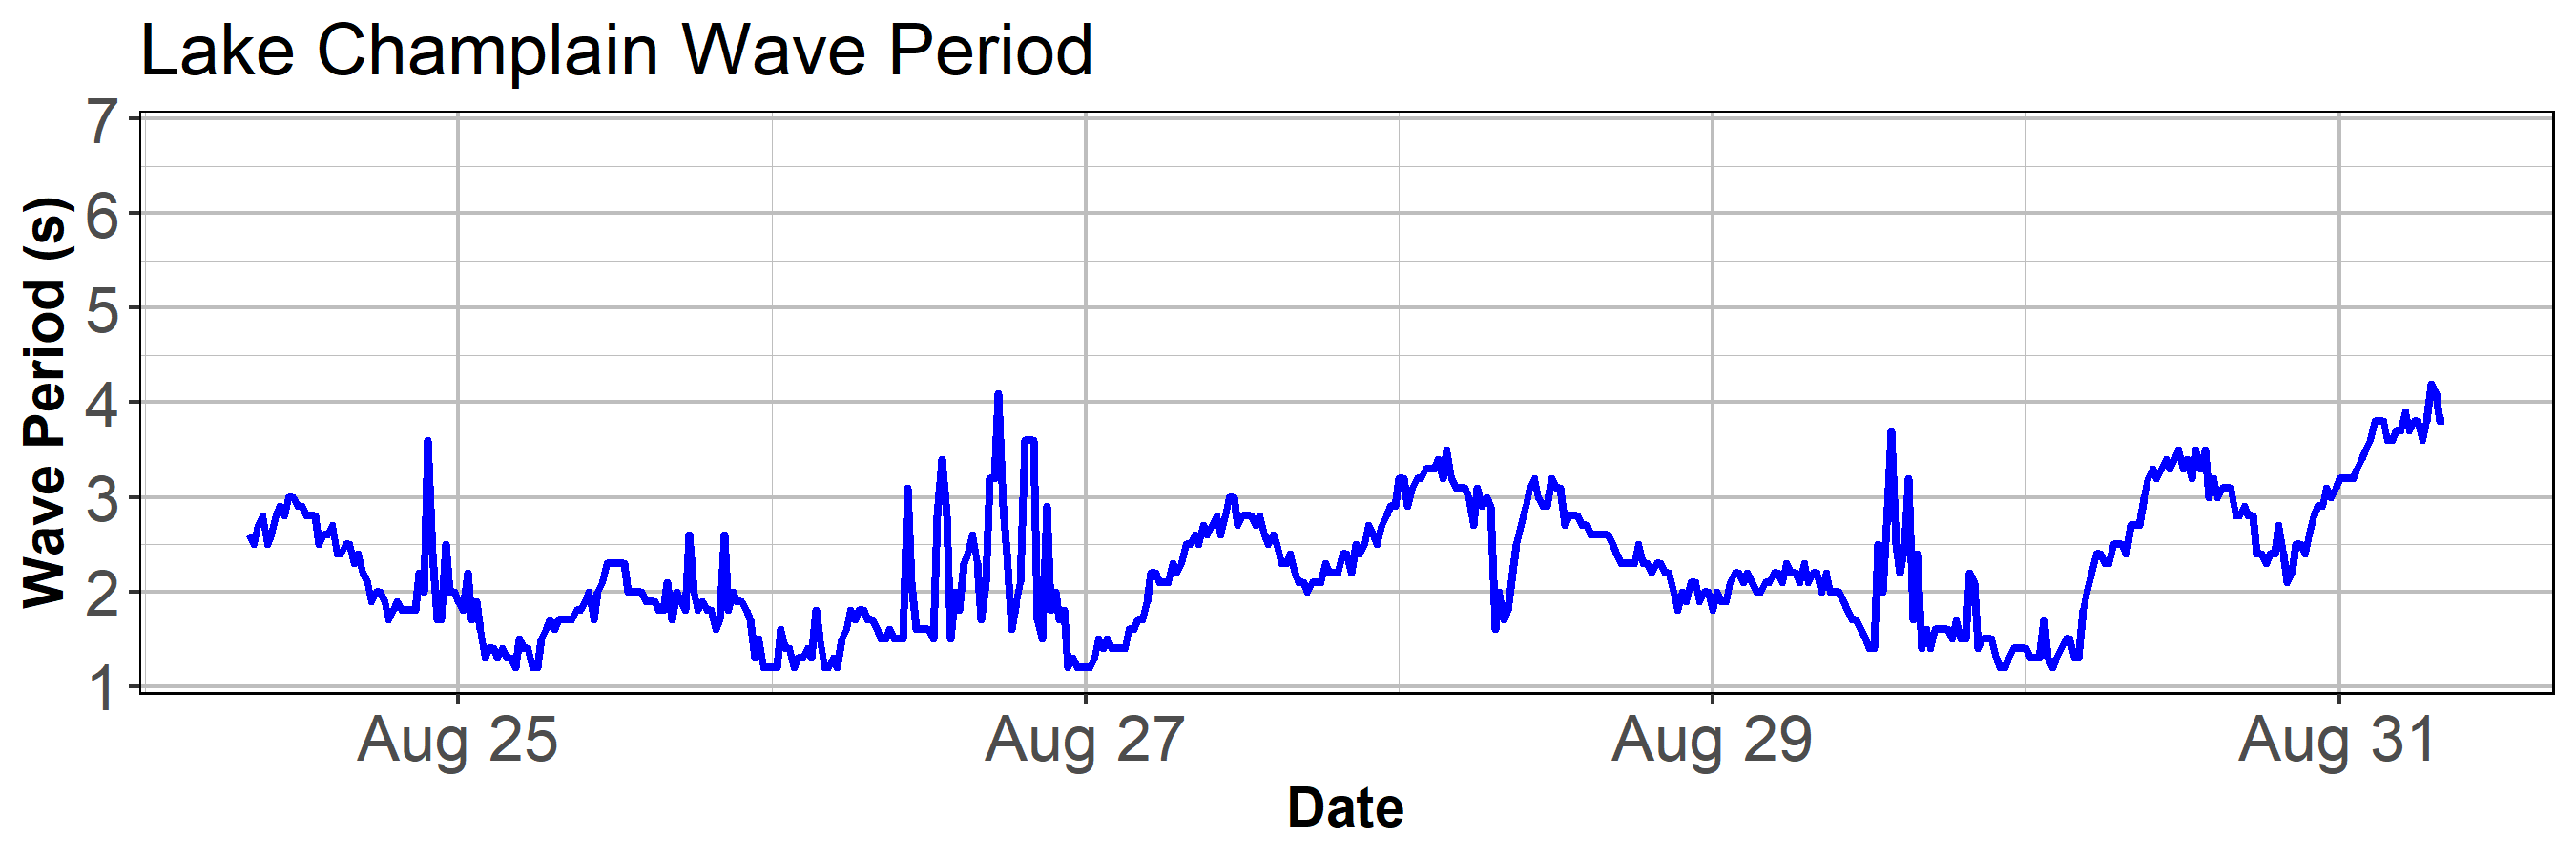 Lake Champlain Wave Period
Wave Period (s)
7
6
5
4
3
2
1
Aug 25
Aug 27
Aug 29
Aug 31
Date